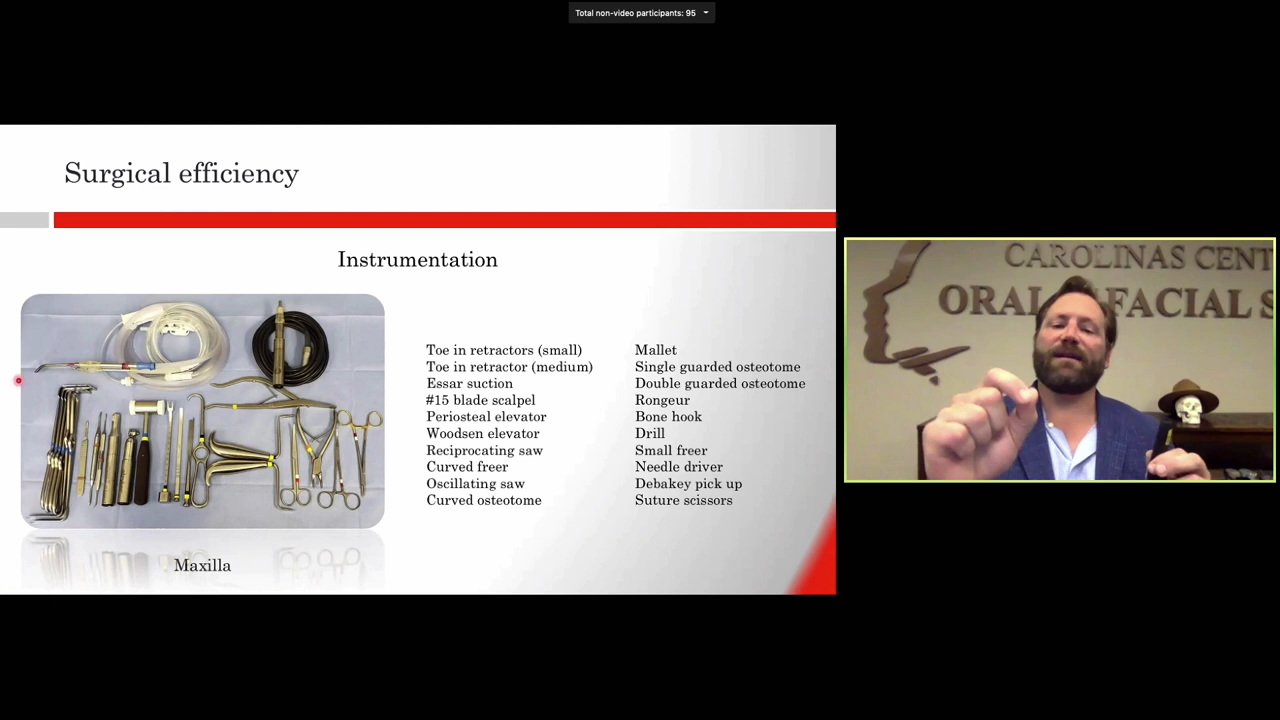 Total non-video participants: 95
Surgical efficiency
Instrumentation
Toe in retractors (small)
Toe in retractor (medium)
Essar suction
#15 blade scalpel
Periosteal elevator
Woodsen elevator
Reciprocating saw
Curved freer
Oscillating saw
Curved osteotome
Mallet
Single guarded osteotome
Double guarded osteotome
Rongeur
Bone hook
Drill
Small freer
Needle driver
Debakey pick up
Suture scissors
Maxilla
CAROLINAS CENT
ORAL FACIAL S